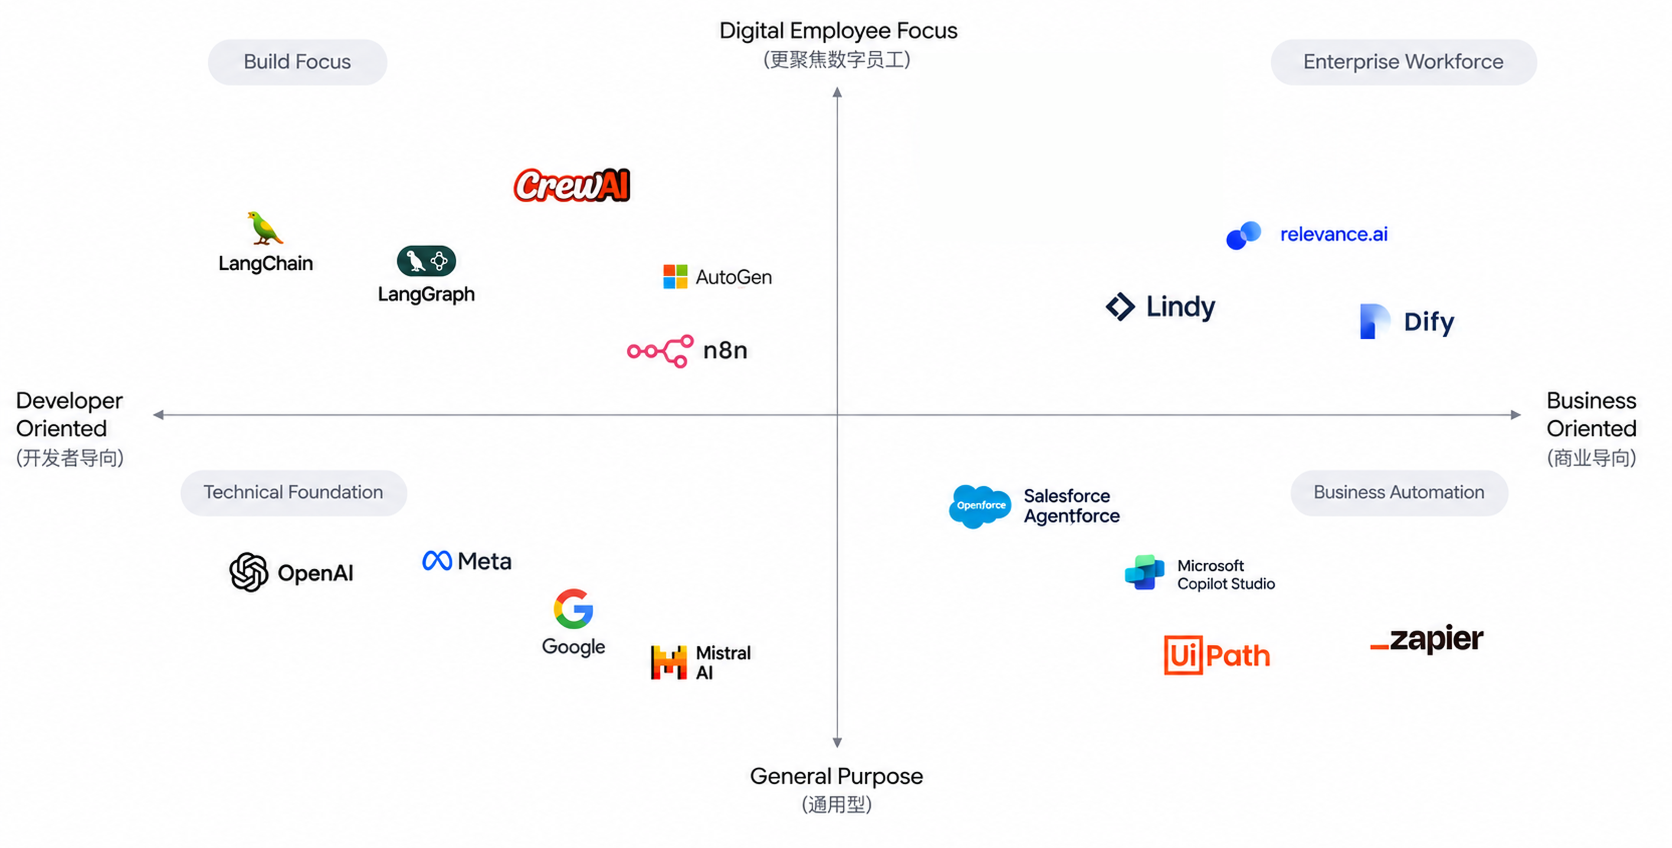 Digital Employee Focus
(更聚焦数字员工)
Build Focus
Enterprise Workforce
CrewAI
LangChain
LangGraph
AutoGen
n8n
relevance.ai
Lindy
Dify
Developer
Oriented
(开发者导向)
Business
Oriented
(商业导向)
Technical Foundation
OpenAI
Meta
Google
Mistral
AI
Openforce
Salesforce
Agentforce
Business Automation
Microsoft
Copilot Studio
UiPath
_zapier
General Purpose
(通用型)